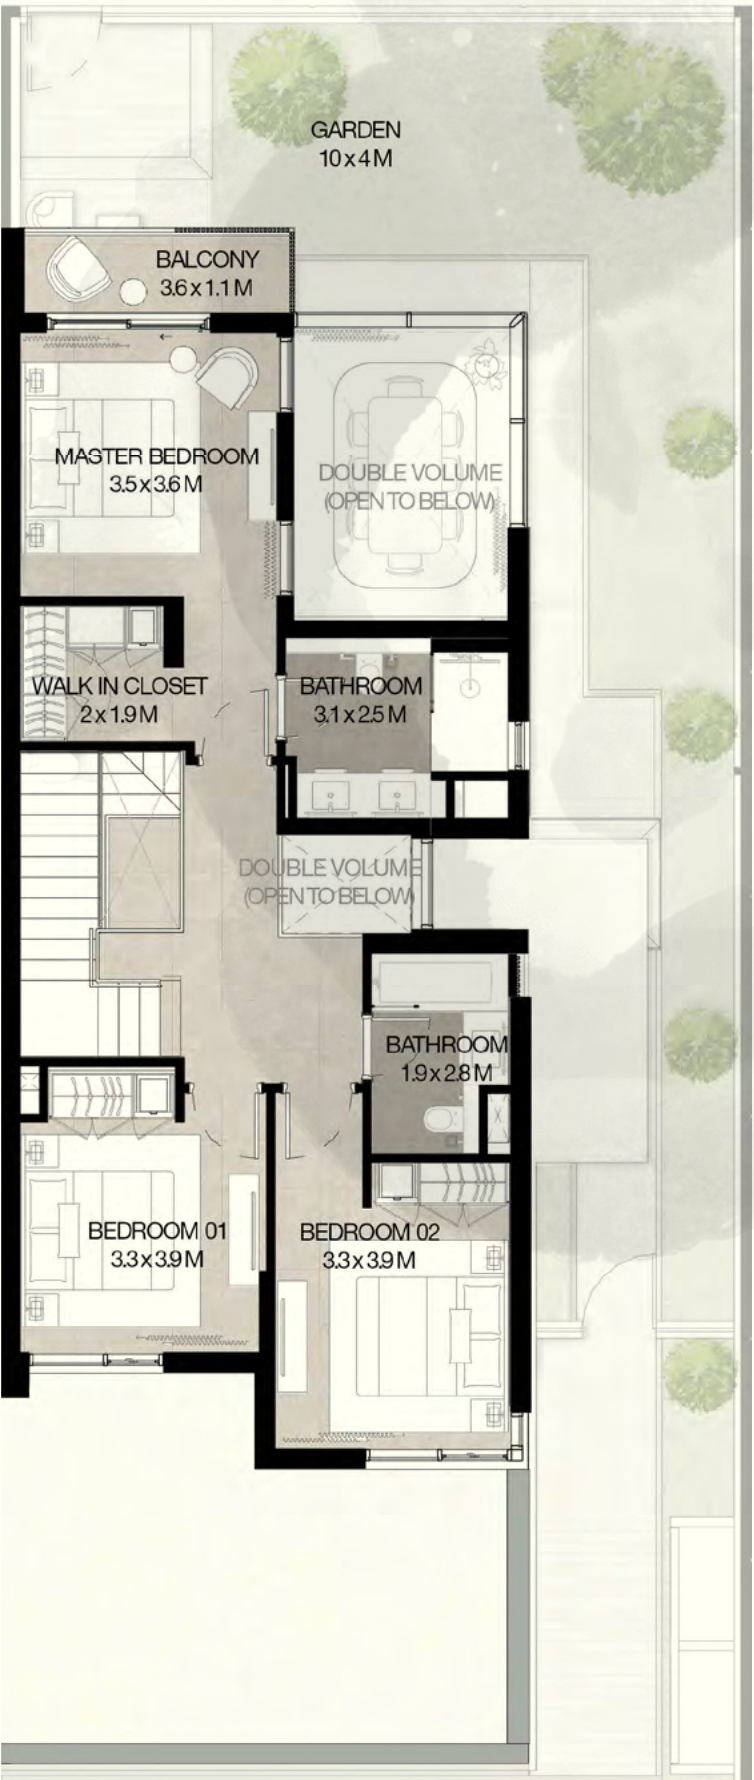 GARDEN
10 x 4 M
BALCONY
3.6 x 1.1 M
MASTER BEDROOM
3.5 x 3.6 M
DOUBLE VOLUME
(OPEN TO BELOW)
WALK IN CLOSET
2 x 1.9 M
BATHROOM
3.1 x 2.5 M
DOUBLE VOLUME
(OPEN TO BELOW)
BATHROOM
1.9 x 2.8 M
BEDROOM 01
3.3 x 3.9 M
BEDROOM 02
3.3 x 3.9 M